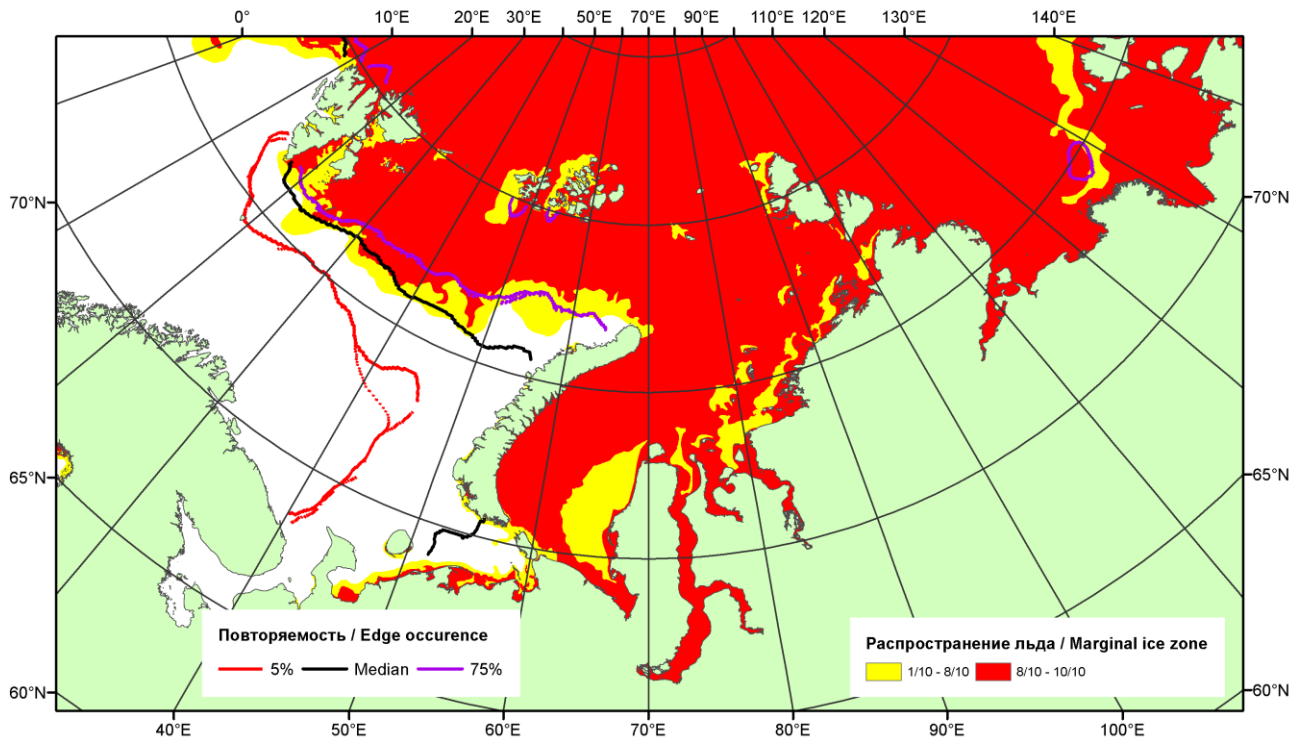 0° 10°E 20°E 30°E 50°E 70°E 90°E 110°E 120°E 130°E 140°E
70°N 70°N
65°N 65°N
60°N 60°N
Повторяемость / Edge occurence
5% Median 75%
Распространение льда / Marginal ice zone
1/10 - 8/10 8/10 - 10/10
40°E 50°E 60°E 70°E 80°E 90°E 100°E